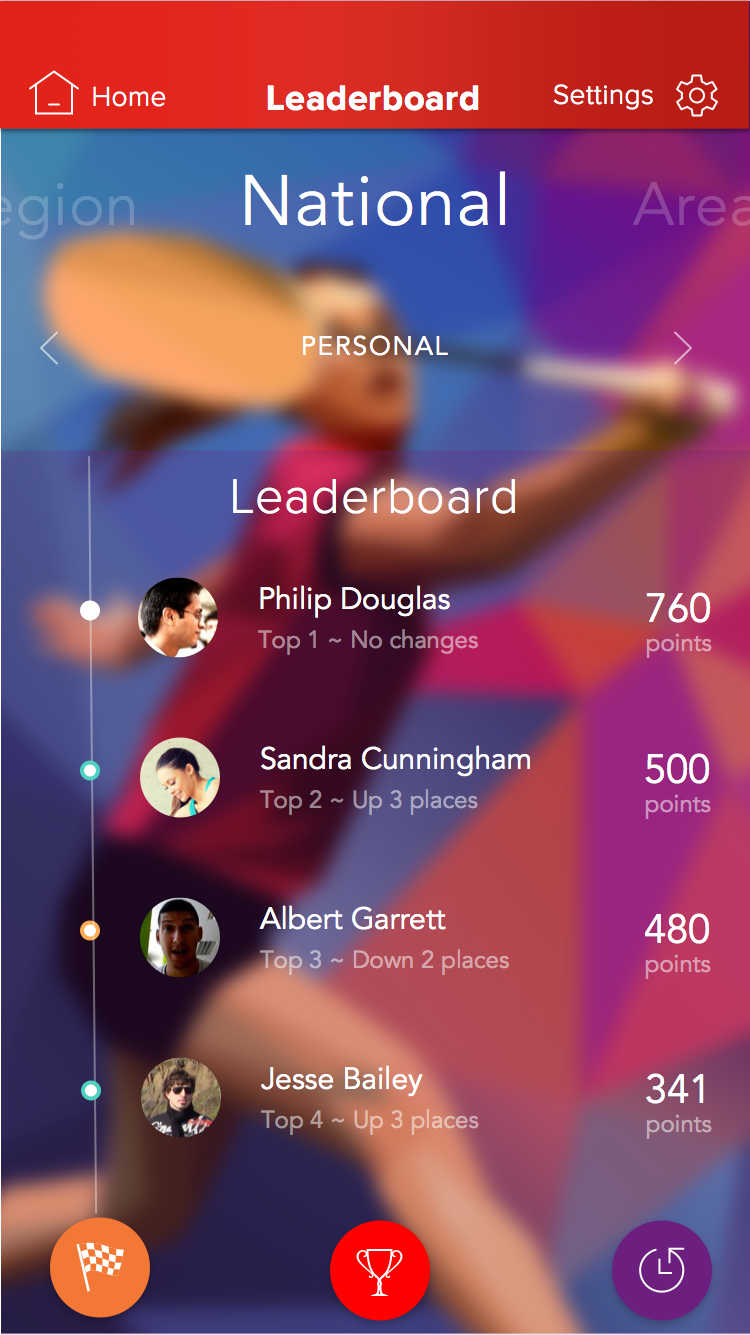 Home
Leaderboard
Settings
egion
National
Area
PERSONAL
Leaderboard
Philip Douglas
Top 1 ~ No changes
760
points
Sandra Cunningham
Top 2 ~ Up 3 places
500
points
Albert Garrett
Top 3 ~ Down 2 places
480
points
Jesse Bailey
Top 4 ~ Up 3 places
341
points